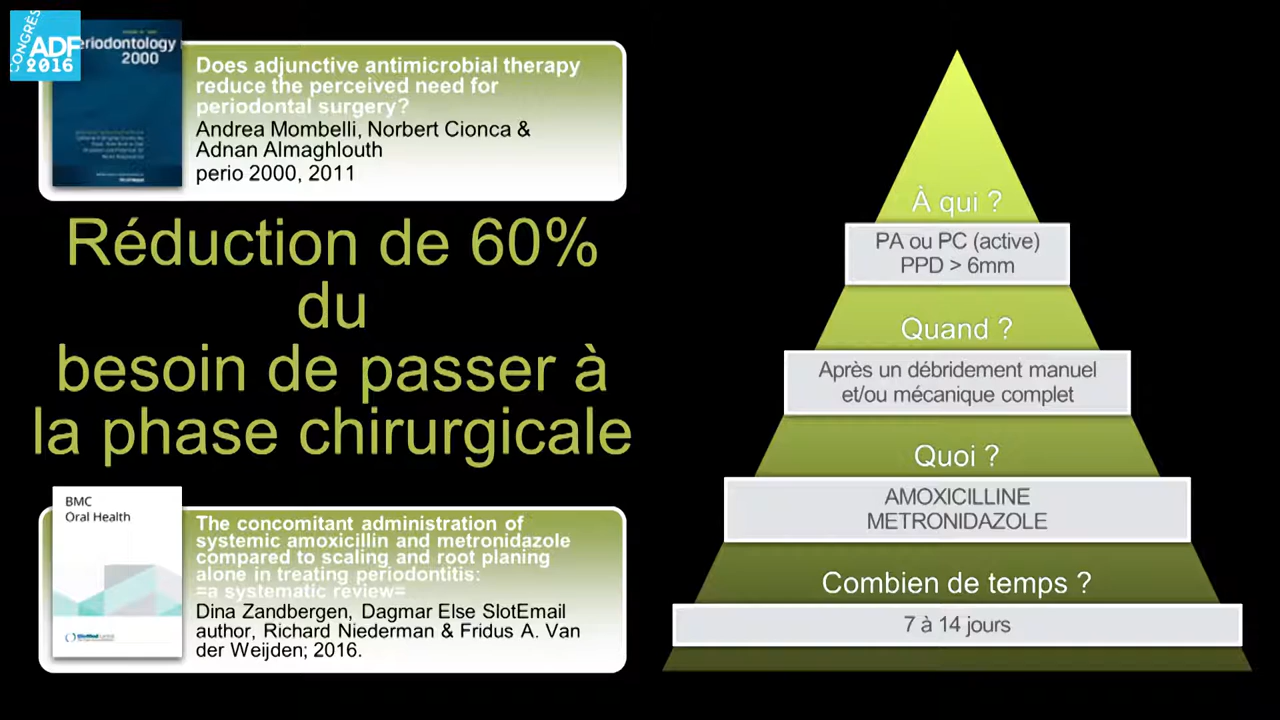 CONGRÈS
ADF
2016
Periodontology
2000
Does adjunctive antimicrobial therapy
reduce the perceived need for
periodontal surgery?
Andrea Mombelli, Norbert Cionca &
Adnan Almaghlouth
perio 2000, 2011
Réduction de 60%
du
besoin de passer à
la phase chirurgicale
BMC
Oral Health
The concomitant administration of
systemic amoxicillin and metronidazole
compared to scaling and root planing
alone in treating periodontitis:
=a systematic review=
Dina Zandbergen, Dagmar Else SlotEmail
author, Richard Niederman & Fridus A. Van
der Weijden; 2016.
À qui ?
PA ou PC (active)
PPD > 6mm
Quand ?
Après un débridement manuel
et/ou mécanique complet
Quoi ?
AMOXICILLINE
METRONIDAZOLE
Combien de temps ?
7 à 14 jours